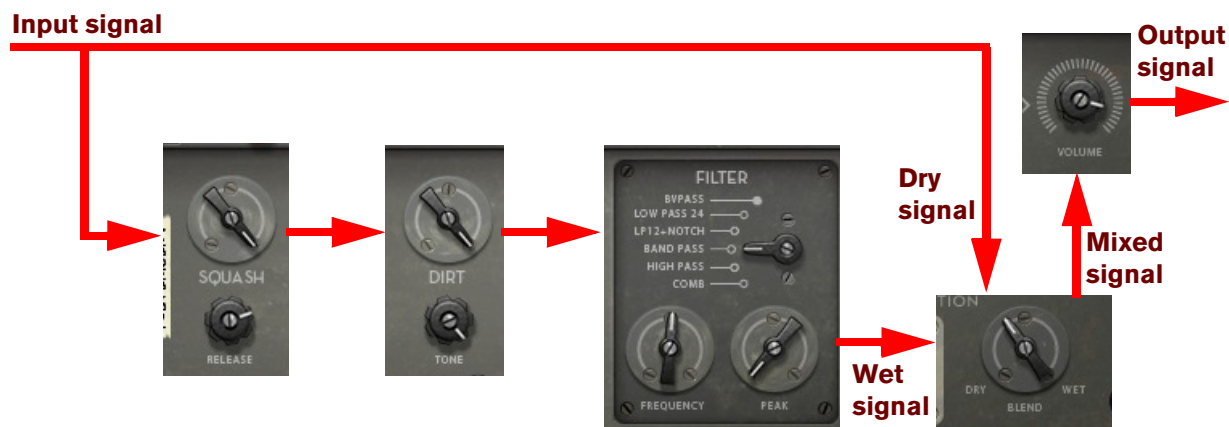 Input signal
Output
signal
VOLUME
SQUASH
RELEASE
DIRT
TONE
FILTER
BYPASS
LOW PASS 24
LP12+NOTCH
BAND PASS
HIGH PASS
COMB
FREQUENCY
PEAK
Dry
signal
Wet
signal
TION
DRY
WET
BLEND
Mixed
signal